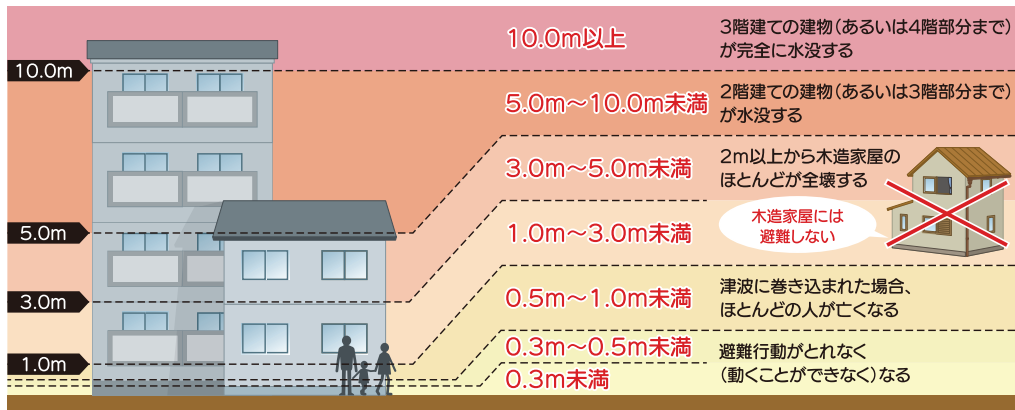 10.0m以上
3階建ての建物(あるいは4階部分まで)
が完全に水没する
10.0m
5.0m～10.0m未満
2階建ての建物(あるいは3階部分まで)
が水没する
3.0m～5.0m未満
2m以上から木造家屋の
ほとんどが全壊する
木造家屋には
避難しない
5.0m
1.0m～3.0m未満
3.0m
0.5m～1.0m未満
津波に巻き込まれた場合、
ほとんどの人が亡くなる
1.0m
0.3m～0.5m未満
0.3m未満
避難行動がとれなく
(動くことができなく)なる